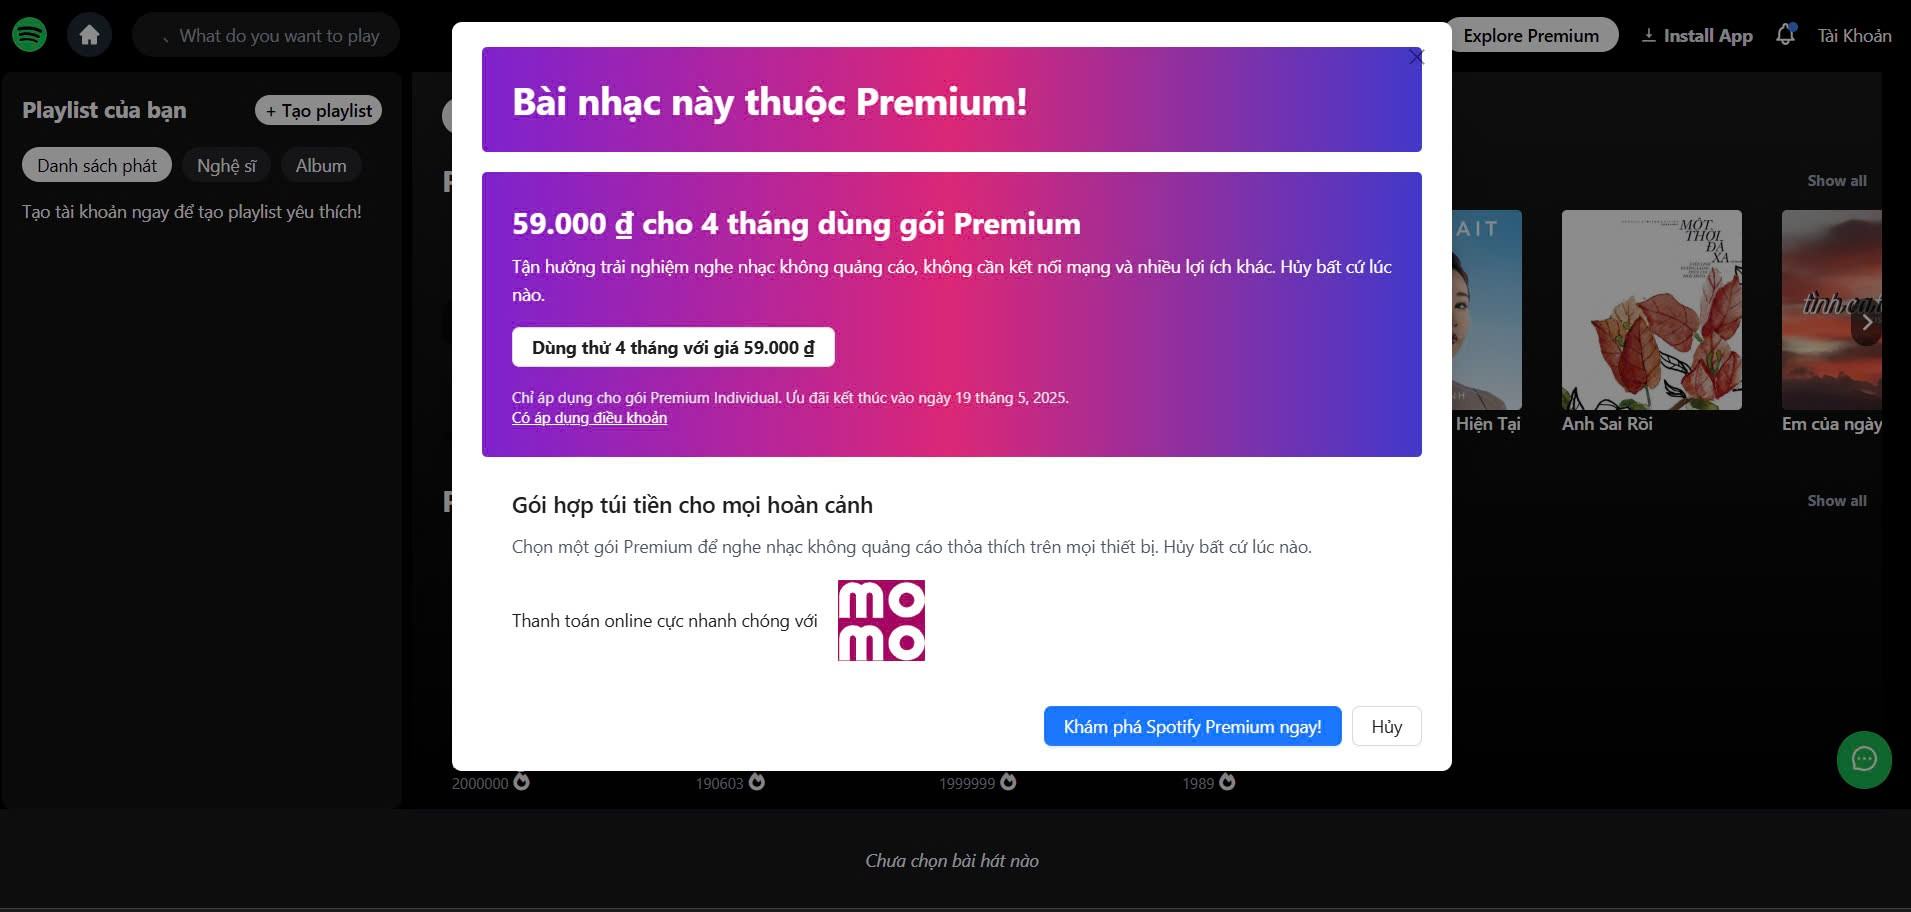 What do you want to play
Explore Premium
Install App
Tài Khoản
Playlist của bạn
+ Tạo playlist
Danh sách phát
Nghệ sĩ
Album
Tạo tài khoản ngay để tạo playlist yêu thích!
Bài nhạc này thuộc Premium!
59.000 ₫ cho 4 tháng dùng gói Premium
Tận hưởng trải nghiệm nghe nhạc không quảng cáo, không cần kết nối mạng và nhiều lợi ích khác. Hủy bất cứ lúc
nào.
Dùng thử 4 tháng với giá 59.000 ₫
Chỉ áp dụng cho gói Premium Individual. Ưu đãi kết thúc vào ngày 19 tháng 5, 2025.
Có áp dụng điều khoản
Gói hợp túi tiền cho mọi hoàn cảnh
Chọn một gói Premium để nghe nhạc không quảng cáo thỏa thích trên mọi thiết bị. Hủy bất cứ lúc nào.
Thanh toán online cực nhanh chóng với
mo
mo
Khám phá Spotify Premium ngay!
Hủy
Show all
AIT
MỘT
THỜI
ĐÃ
XA
Hiện Tại
Anh Sai Rồi
Em của ngày
Show all
2000000
190603
1999999
1989
Chưa chọn bài hát nào